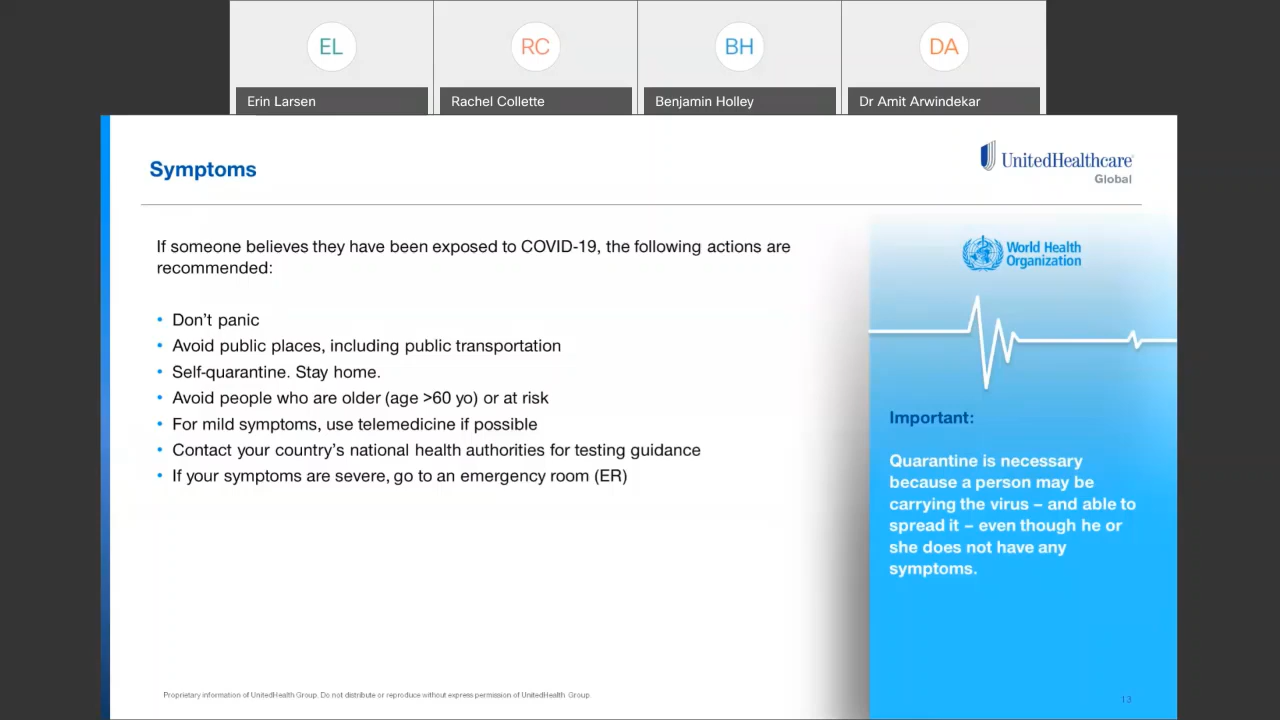 EL
RC
BH
DA
Erin Larsen
Rachel Collette
Benjamin Holley
Dr Amit Arwindekar
Symptoms
UnitedHealthcare
Global
If someone believes they have been exposed to COVID-19, the following actions are
recommended:
• Don’t panic
• Avoid public places, including public transportation
• Self-quarantine. Stay home.
• Avoid people who are older (age >60 yo) or at risk
• For mild symptoms, use telemedicine if possible
• Contact your country’s national health authorities for testing guidance
• If your symptoms are severe, go to an emergency room (ER)
World Health
Organization
Important:
Quarantine is necessary
because a person may be
carrying the virus – and able to
spread it – even though he or
she does not have any
symptoms.
Proprietary information of UnitedHealth Group. Do not distribute or reproduce without express permission of UnitedHealth Group.
13